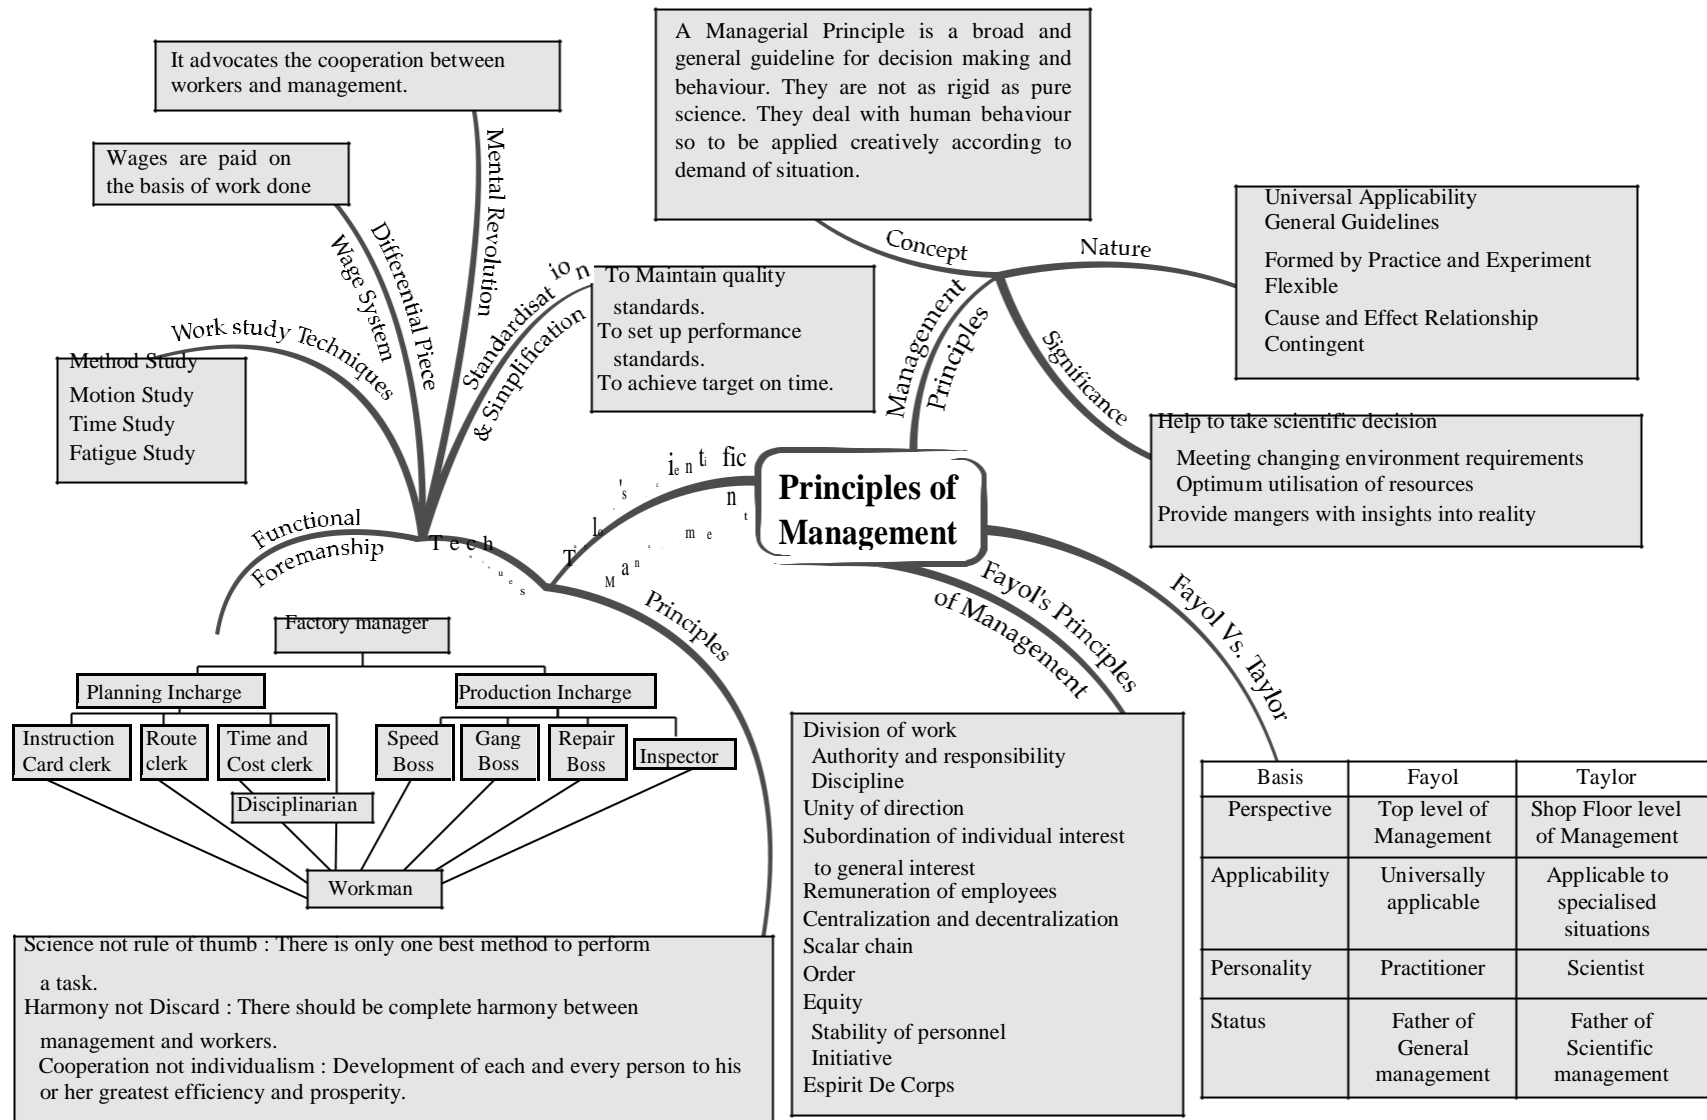 It advocates the cooperation between
workers and management.
Mental Revolution
Wages are paid on
the basis of work done
Differential Piece
Wage System
Work study Techniques
Method Study
Motion Study
Time Study
Fatigue Study
Standardisation
& Simplification
To Maintain quality
standards.
To set up performance
standards.
To achieve target on time.
A Managerial Principle is a broad and
general guideline for decision making and
behaviour. They are not as rigid as pure
science. They deal with human behaviour
so to be applied creatively according to
demand of situation.
Concept
Nature
Universal Applicability
General Guidelines
Formed by Practice and Experiment
Flexible
Cause and Effect Relationship
Contingent
Management
Principles
Significance
Help to take scientific decision
Meeting changing environment requirements
Optimum utilisation of resources
Provide mangers with insights into reality
Principles of
Management
Functional
Foremanship
Principles
Factory manager
Planning Incharge
Production Incharge
Instruction
Card clerk
Route
clerk
Time and
Cost clerk
Disciplinarian
Speed
Boss
Gang
Boss
Repair
Boss
Inspector
Workman
Science not rule of thumb : There is only one best method to perform
a task.
Harmony not Discard : There should be complete harmony between
management and workers.
Cooperation not individualism : Development of each and every person to his
or her greatest efficiency and prosperity.
Fayol's Principles
of Management
Division of work
Authority and responsibility
Discipline
Unity of direction
Subordination of individual interest
to general interest
Remuneration of employees
Centralization and decentralization
Scalar chain
Order
Equity
Stability of personnel
Initiative
Espirit De Corps
Fayol Vs. Taylor
Basis Fayol Taylor
Perspective Top level of Shop Floor level
Management of Management
Applicability Universally Applicable to
applicable specialised
situations
Personality Practitioner Scientist
Status Father of Father of
General Scientific
management management